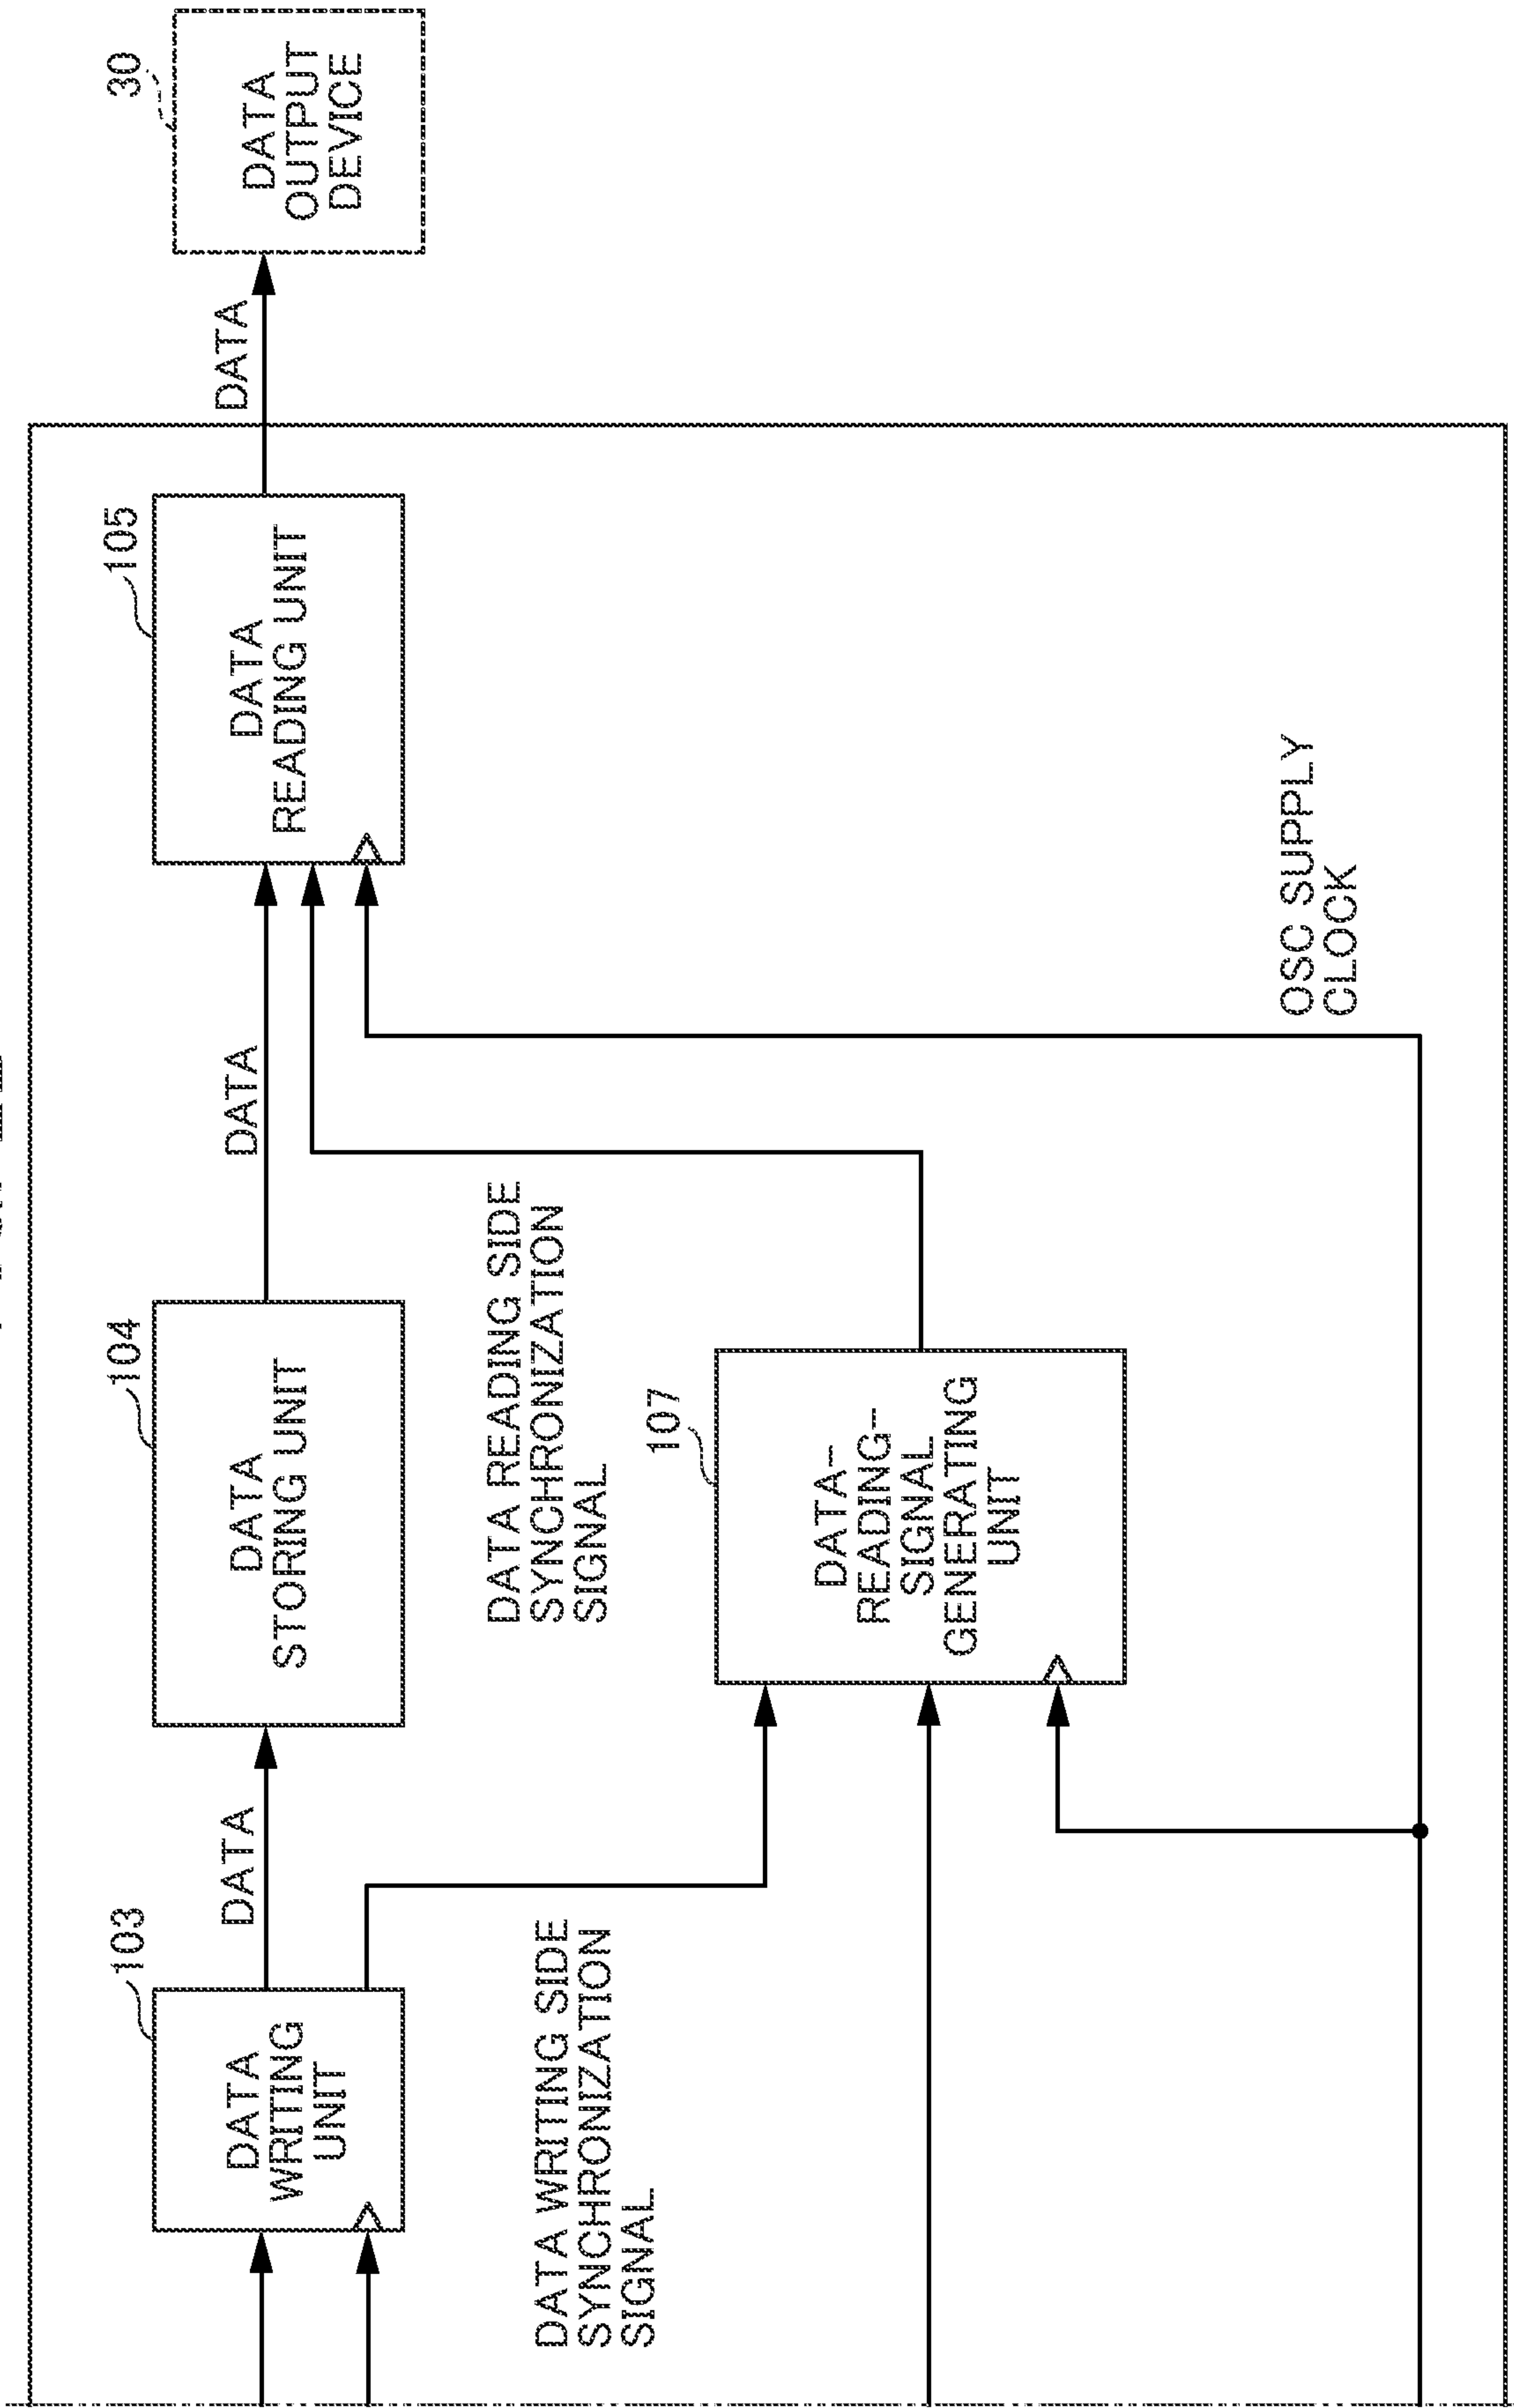 30
DATA
OUTPUT
DEVICE
DATA
105
DATA
READING UNIT
OSC SUPPLY
CLOCK
DATA
104
DATA
STORING UNIT
DATA READING SIDE
SYNCHRONIZATION
SIGNAL
107
DATA-
READING-
SIGNAL
GENERATING
UNIT
DATA
103
DATA
WRITING
UNIT
DATA WRITING SIDE
SYNCHRONIZATION
SIGNAL